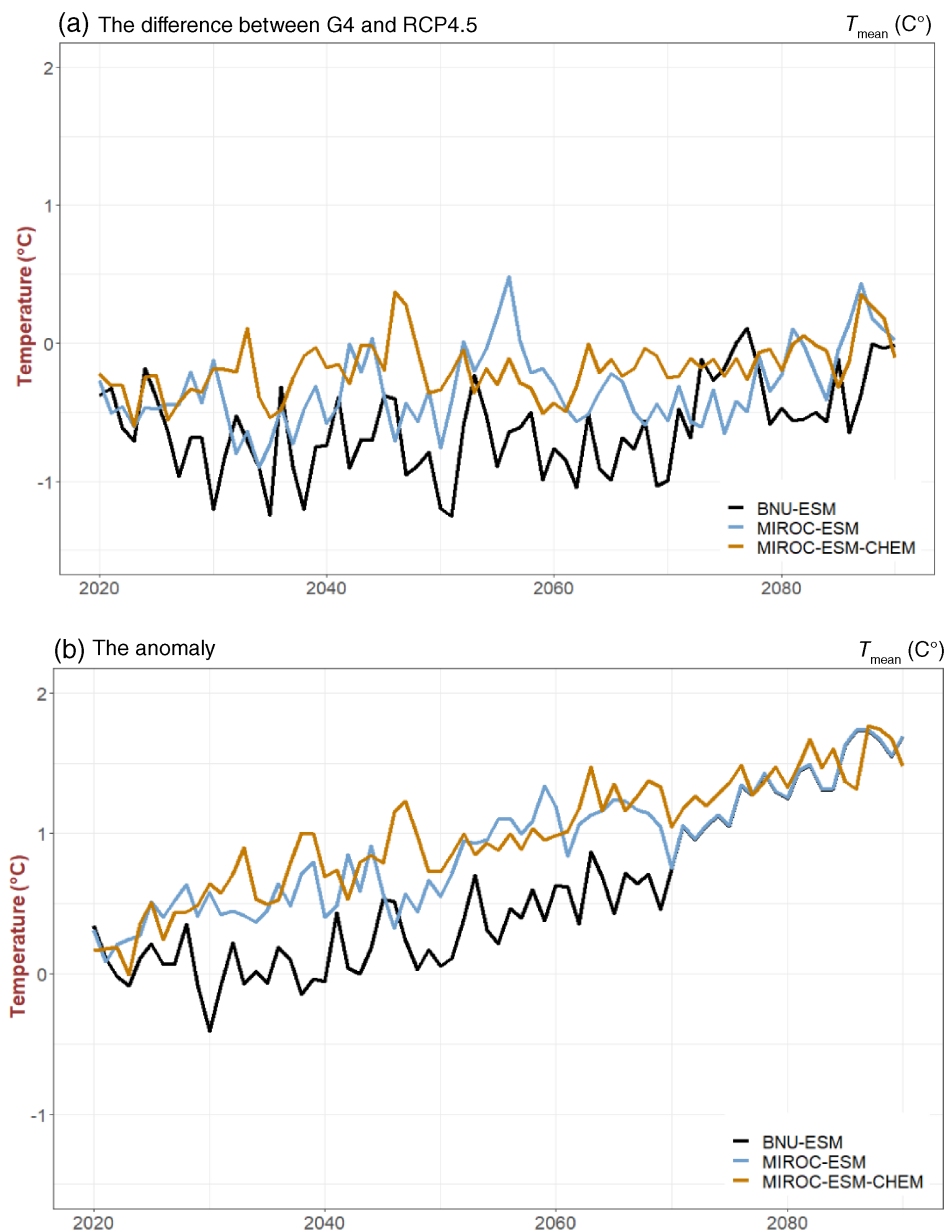 (a) The difference between G4 and RCP4.5 Tmean (C°)
2
1
0
-1
Temperature (°C)
BNU-ESM
MIROC-ESM
MIROC-ESM-CHEM
2020 2040 2060 2080
(b) The anomaly Tmean (C°)
2
1
0
-1
Temperature (°C)
BNU-ESM
MIROC-ESM
MIROC-ESM-CHEM
2020 2040 2060 2080